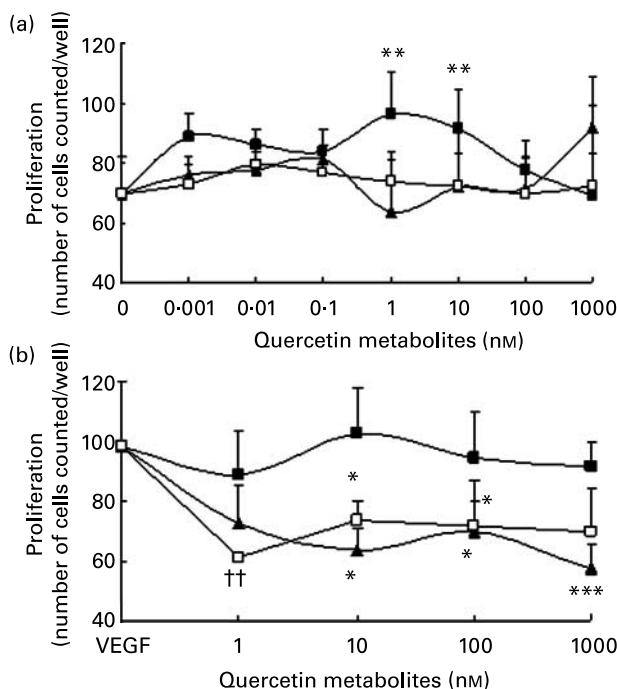 (a)
120
100
80
60
40
Proliferation
(number of cells counted/well)
** **
0 0·001 0·01 0·1 1 10 100 1000
Quercetin metabolites (nM)
(b)
120
100
80
60
40
Proliferation
(number of cells counted/well)
*
*
††
*
*
***
VEGF 1 10 100 1000
Quercetin metabolites (nM)